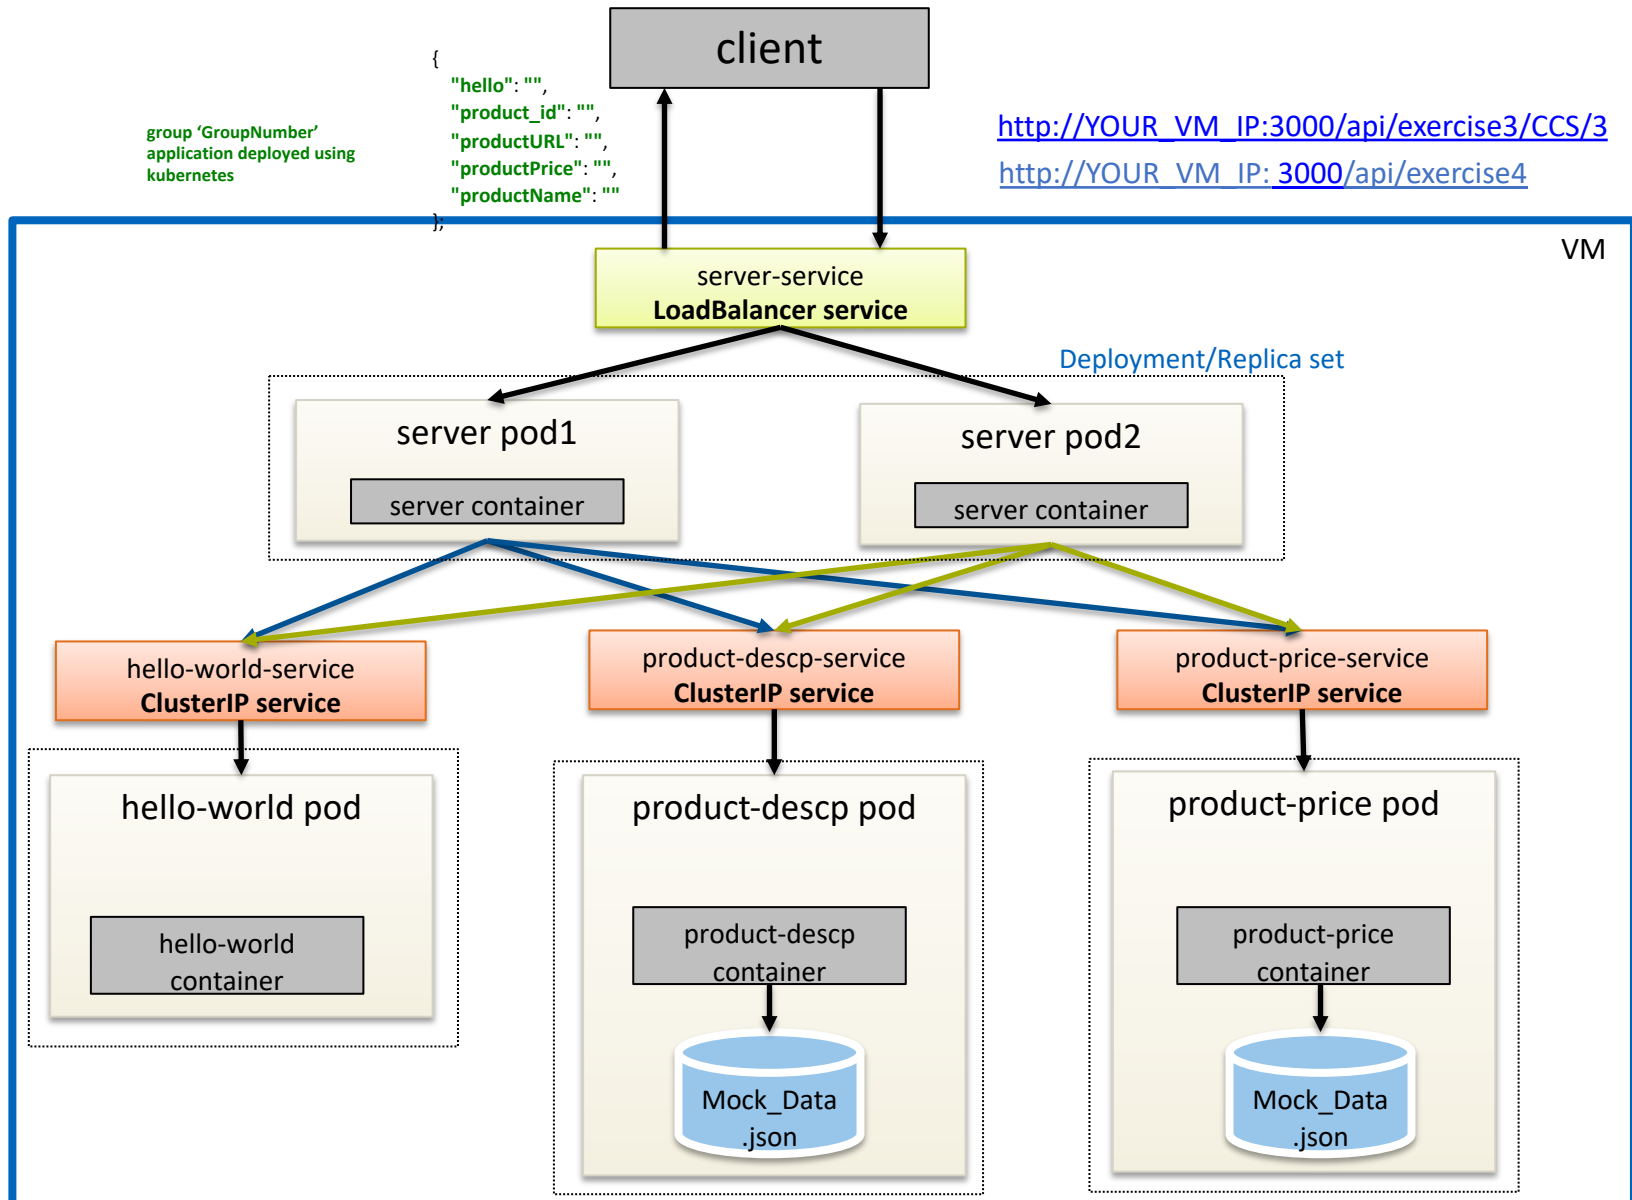 client
{
"hello": "",
"product_id": "",
"productURL": "",
"productPrice": "",
"productName": ""
};
group ‘GroupNumber’
application deployed using
kubernetes
http://YOUR_VM_IP:3000/api/exercise3/CCS/3
http://YOUR_VM_IP: 3000/api/exercise4
VM
server-service
LoadBalancer service
Deployment/Replica set
server pod1
server container
server pod2
server container
hello-world-service
ClusterIP service
product-descp-service
ClusterIP service
product-price-service
ClusterIP service
hello-world pod
hello-world
container
product-descp pod
product-descp
container
Mock_Data
.json
product-price pod
product-price
container
Mock_Data
.json